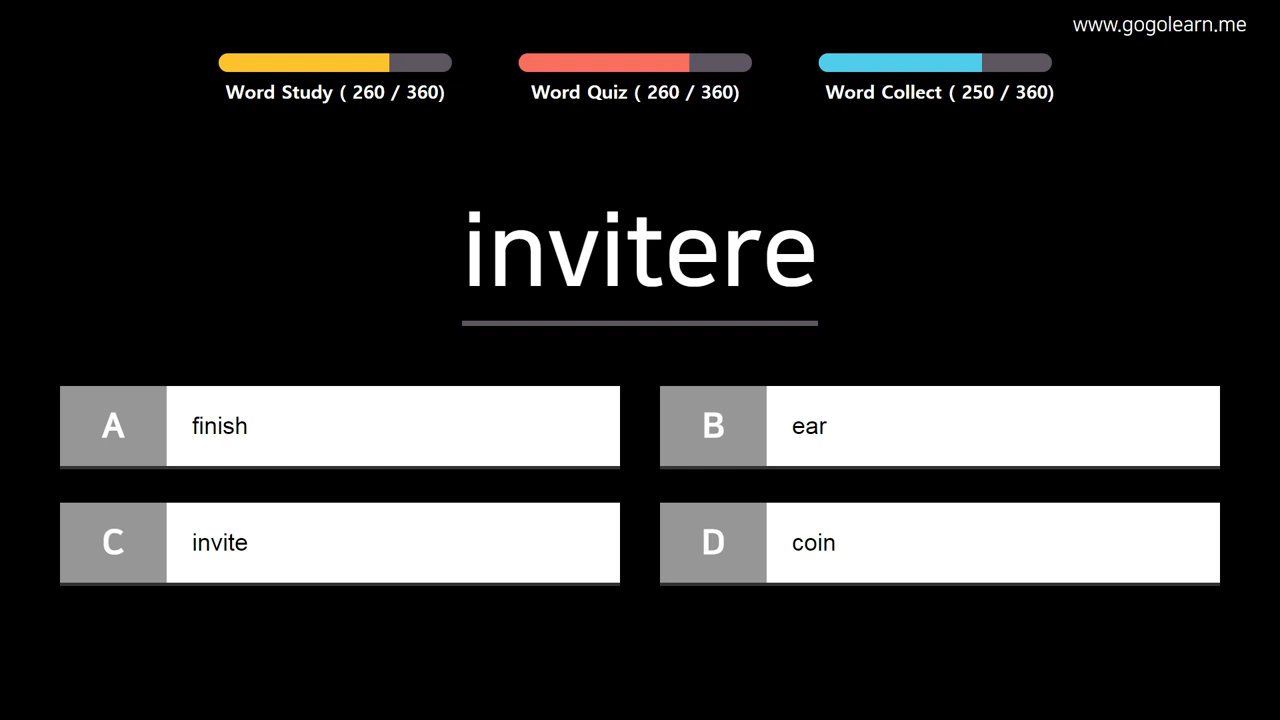 www.gogolearn.me
Word Study ( 260 / 360)
Word Quiz ( 260 / 360)
Word Collect ( 250 / 360)
invitere
A finish
B ear
C invite
D coin